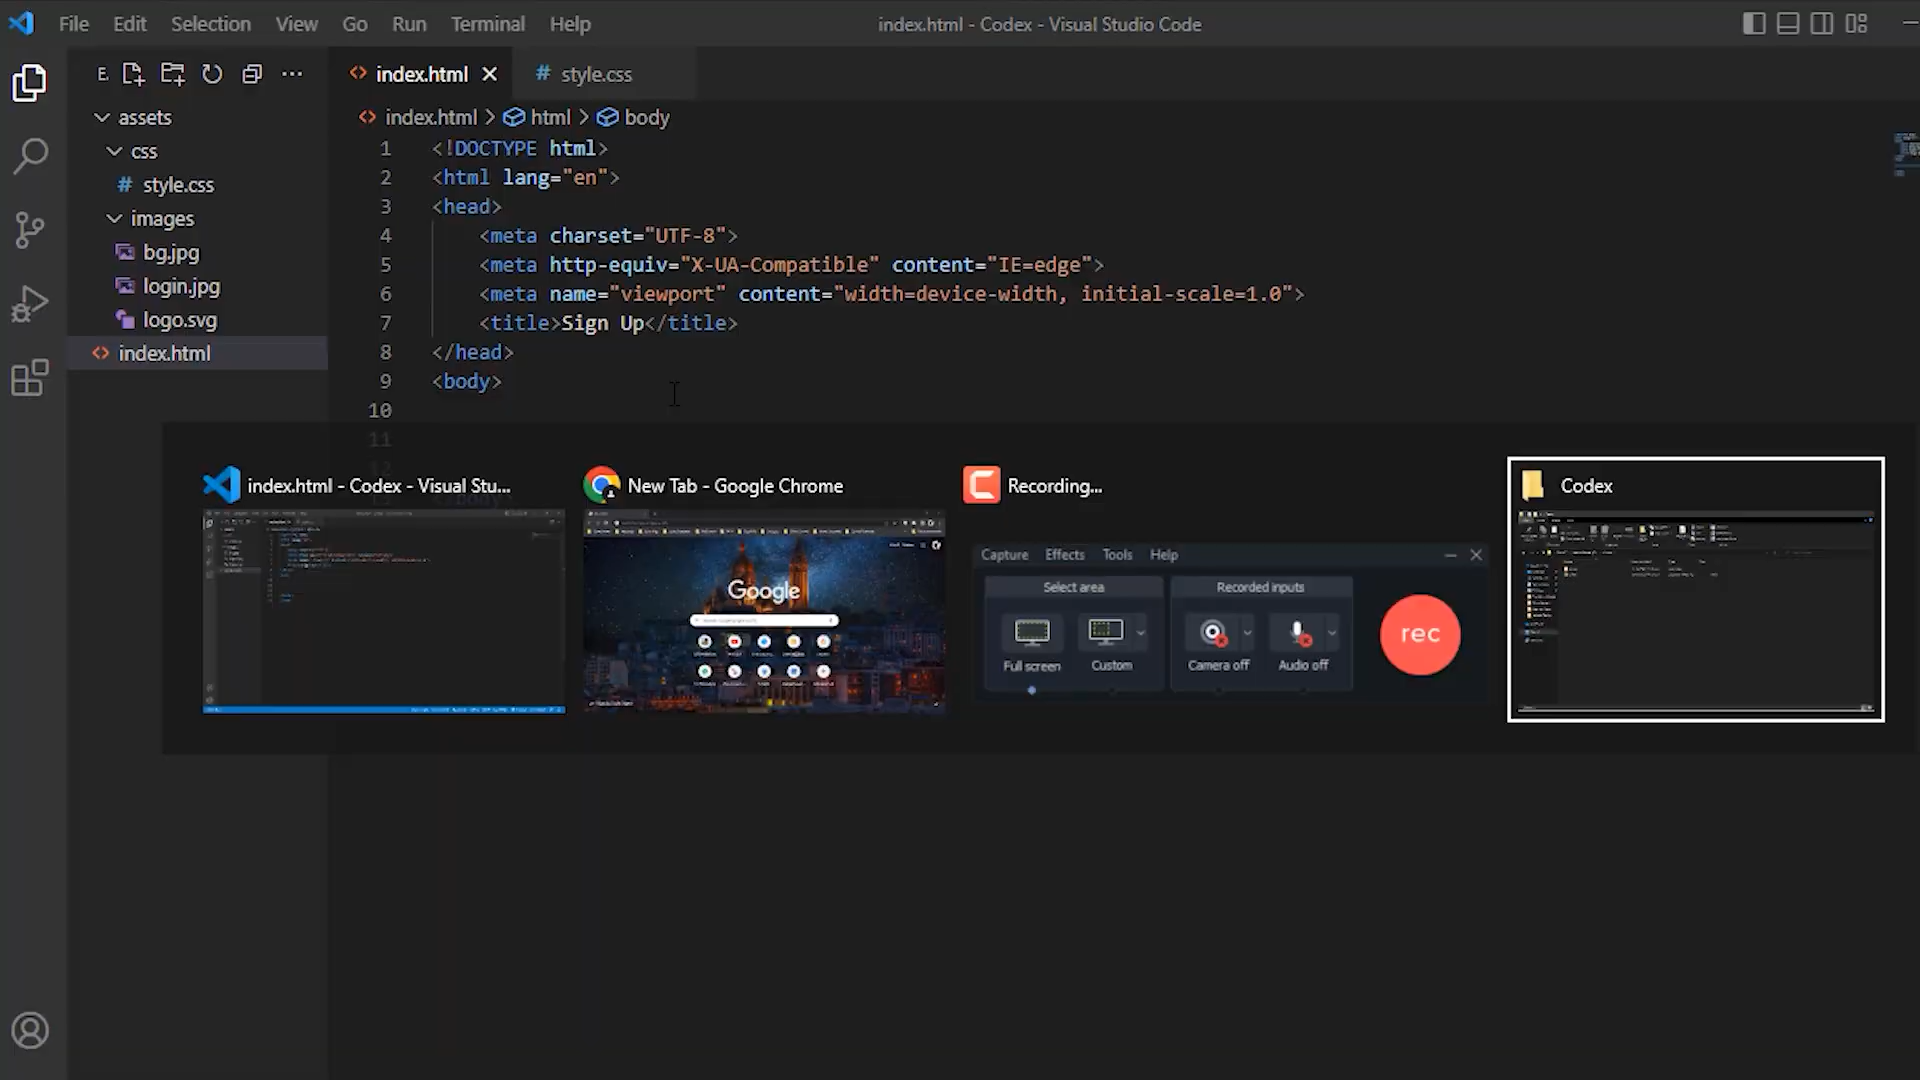 File Edit Selection View Go Run Terminal Help
index.html - Codex - Visual Studio Code
E
index.html
# style.css
assets
css
# style.css
images
bg.jpg
login.jpg
logo.svg
index.html
index.html > html > body
1 <!DOCTYPE html>
2 <html lang="en">
3 <head>
4 <meta charset="UTF-8">
5 <meta http-equiv="X-UA-Compatible" content="IE=edge">
6 <meta name="viewport" content="width=device-width, initial-scale=1.0">
7 <title>Sign Up</title>
8 </head>
9 <body>
10
11
12
index.html - Codex - Visual Stu...
New Tab - Google Chrome
Google
Recording...
Capture Effects Tools Help
Select area
Recorded inputs
Full screen
Custom
Camera off
Audio off
rec
Codex